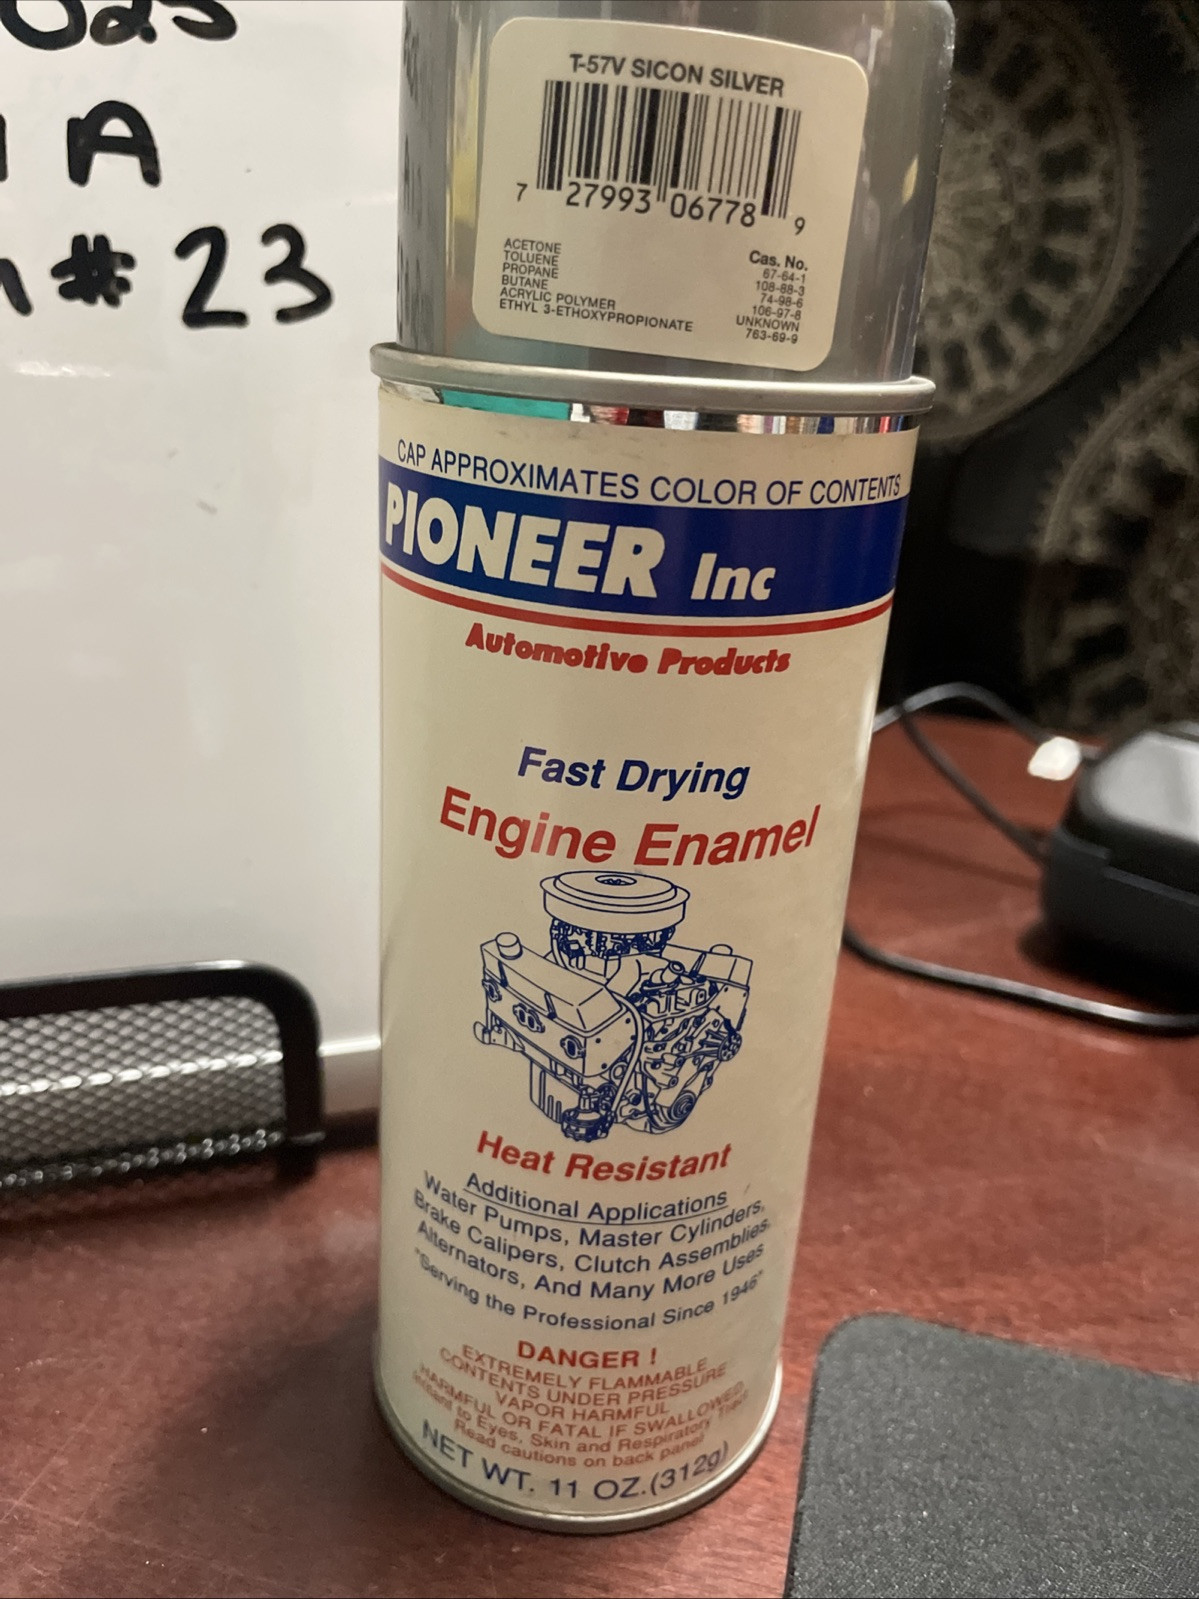 025
A
# 23
T-57V SICON SILVER
7 27993 06778 9
Cas. No.
ACETONE 67-64-1
TOLUENE 108-88-3
PROPANE 74-98-6
BUTANE 106-97-8
ACRYLIC POLYMER UNKNOWN
ETHYL 3-ETHOXYPROPIONATE 763-69-9
CAP APPROXIMATES COLOR OF CONTENTS
PIONEER Inc
Automotive Products
Fast Drying
Engine Enamel
Heat Resistant
Additional Applications
Water Pumps, Master Cylinders,
Brake Calipers, Clutch Assemblies,
Alternators, And Many More Uses
"Serving the Professional Since 1946"
DANGER !
EXTREMELY FLAMMABLE
CONTENTS UNDER PRESSURE
VAPOR HARMFUL
HARMFUL OR FATAL IF SWALLOWED
Irritant to Eyes, Skin and Respiratory Tract
Read cautions on back panel
NET WT. 11 OZ.(312g)